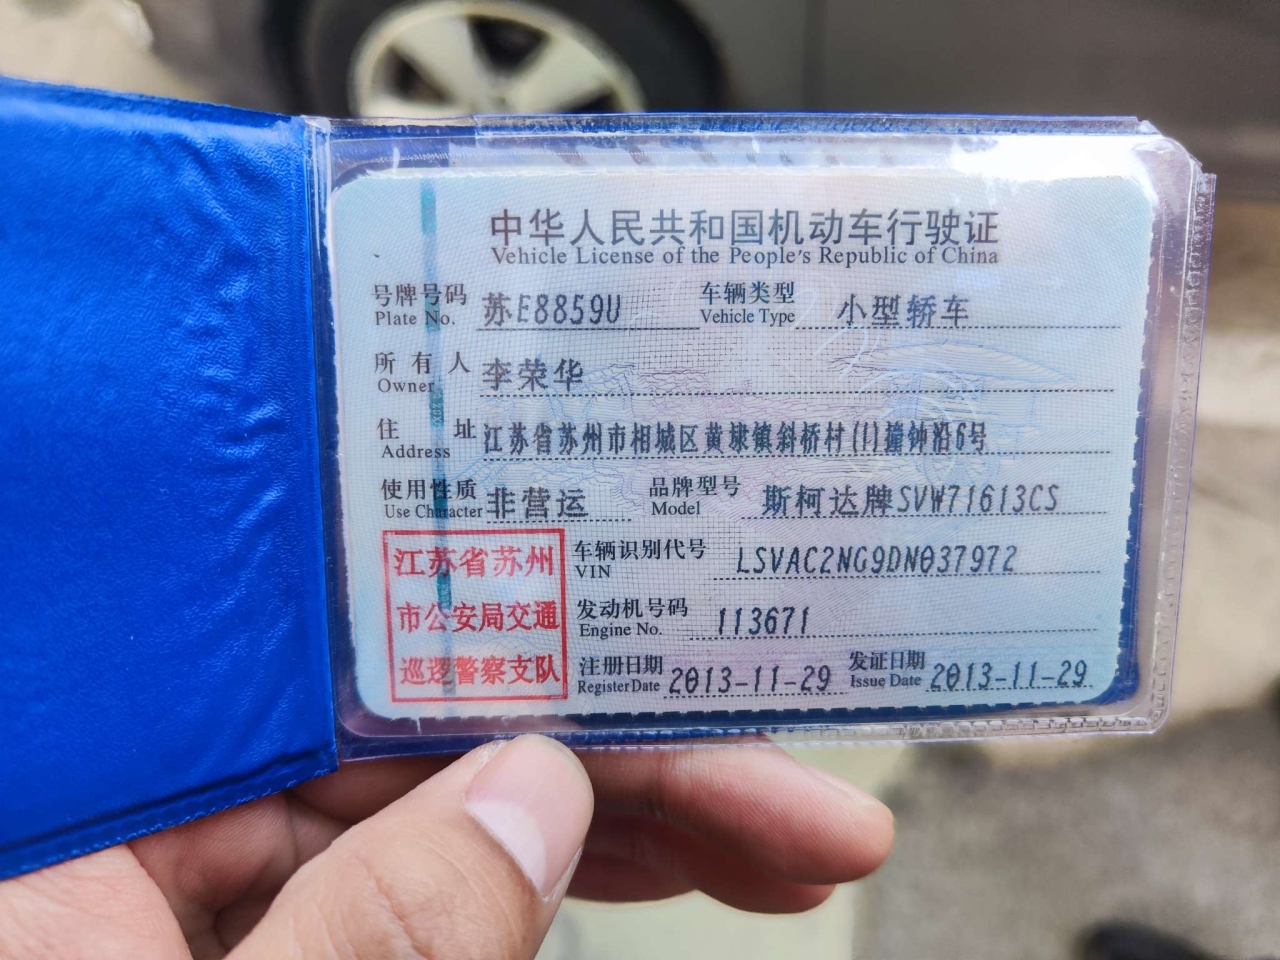 中华人民共和国机动车行驶证
Vehicle License of the People's Republic of China
号牌号码 苏E8859U 车辆类型 小型轿车
Plate No. Vehicle Type
所有人 李荣华
Owner
住址 江苏省苏州市相城区黄埭镇斜桥村(1)撞钟沿6号
Address
使用性质 非营运 品牌型号 斯柯达牌SVW71613CS
Use Character Model
江苏省苏州
市公安局交通
巡逻警察支队
车辆识别代号 LSVAC2NG9DN037972
VIN
发动机号码 113671
Engine No.
注册日期 2013-11-29 发证日期 2013-11-29
Register Date Issue Date